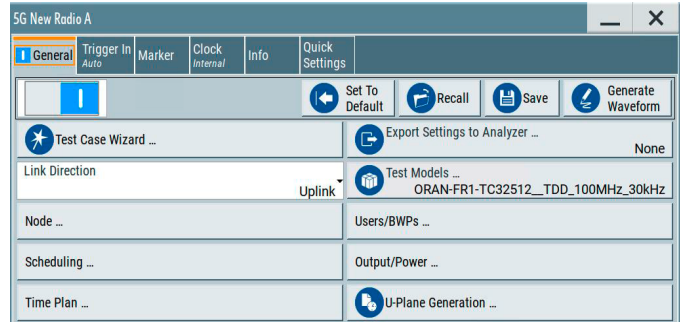 5G New Radio A
General
Trigger In
Auto
Marker
Clock
Internal
Info
Quick
Settings
Set To
Default
Recall
Save
Generate
Waveform
Test Case Wizard ...
Export Settings to Analyzer ...
None
Link Direction
Uplink
Test Models ...
ORAN-FR1-TC32512__TDD_100MHz_30kHz
Node ...
Users/BWPs ...
Scheduling ...
Output/Power ...
Time Plan ...
U-Plane Generation ...